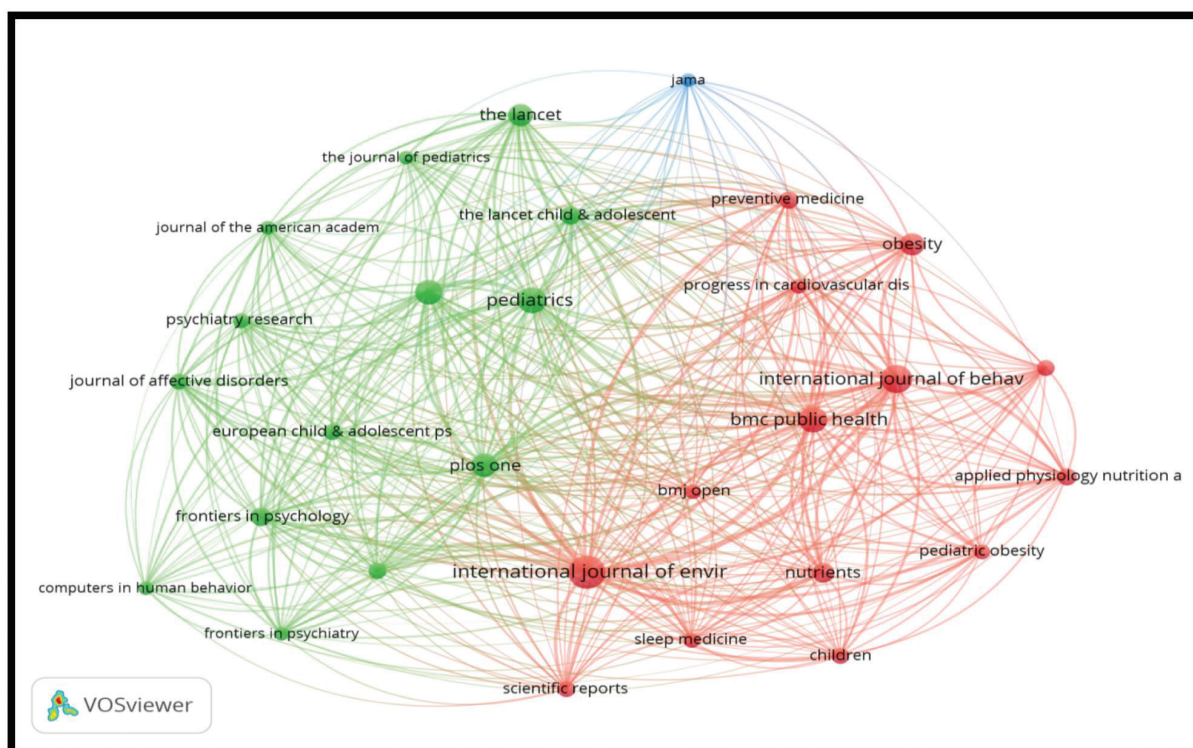 jama
the lancet
the journal of pediatrics
preventive medicine
the lancet child & adolescent
journal of the american academ
obesity
progress in cardiovascular dis
pediatrics
psychiatry research
journal of affective disorders
international journal of behav
bmc public health
european child & adolescent ps
plos one
applied physiology nutrition a
bmj open
frontiers in psychology
pediatric obesity
international journal of envir
nutrients
computers in human behavior
frontiers in psychiatry
sleep medicine
children
scientific reports
VOSviewer